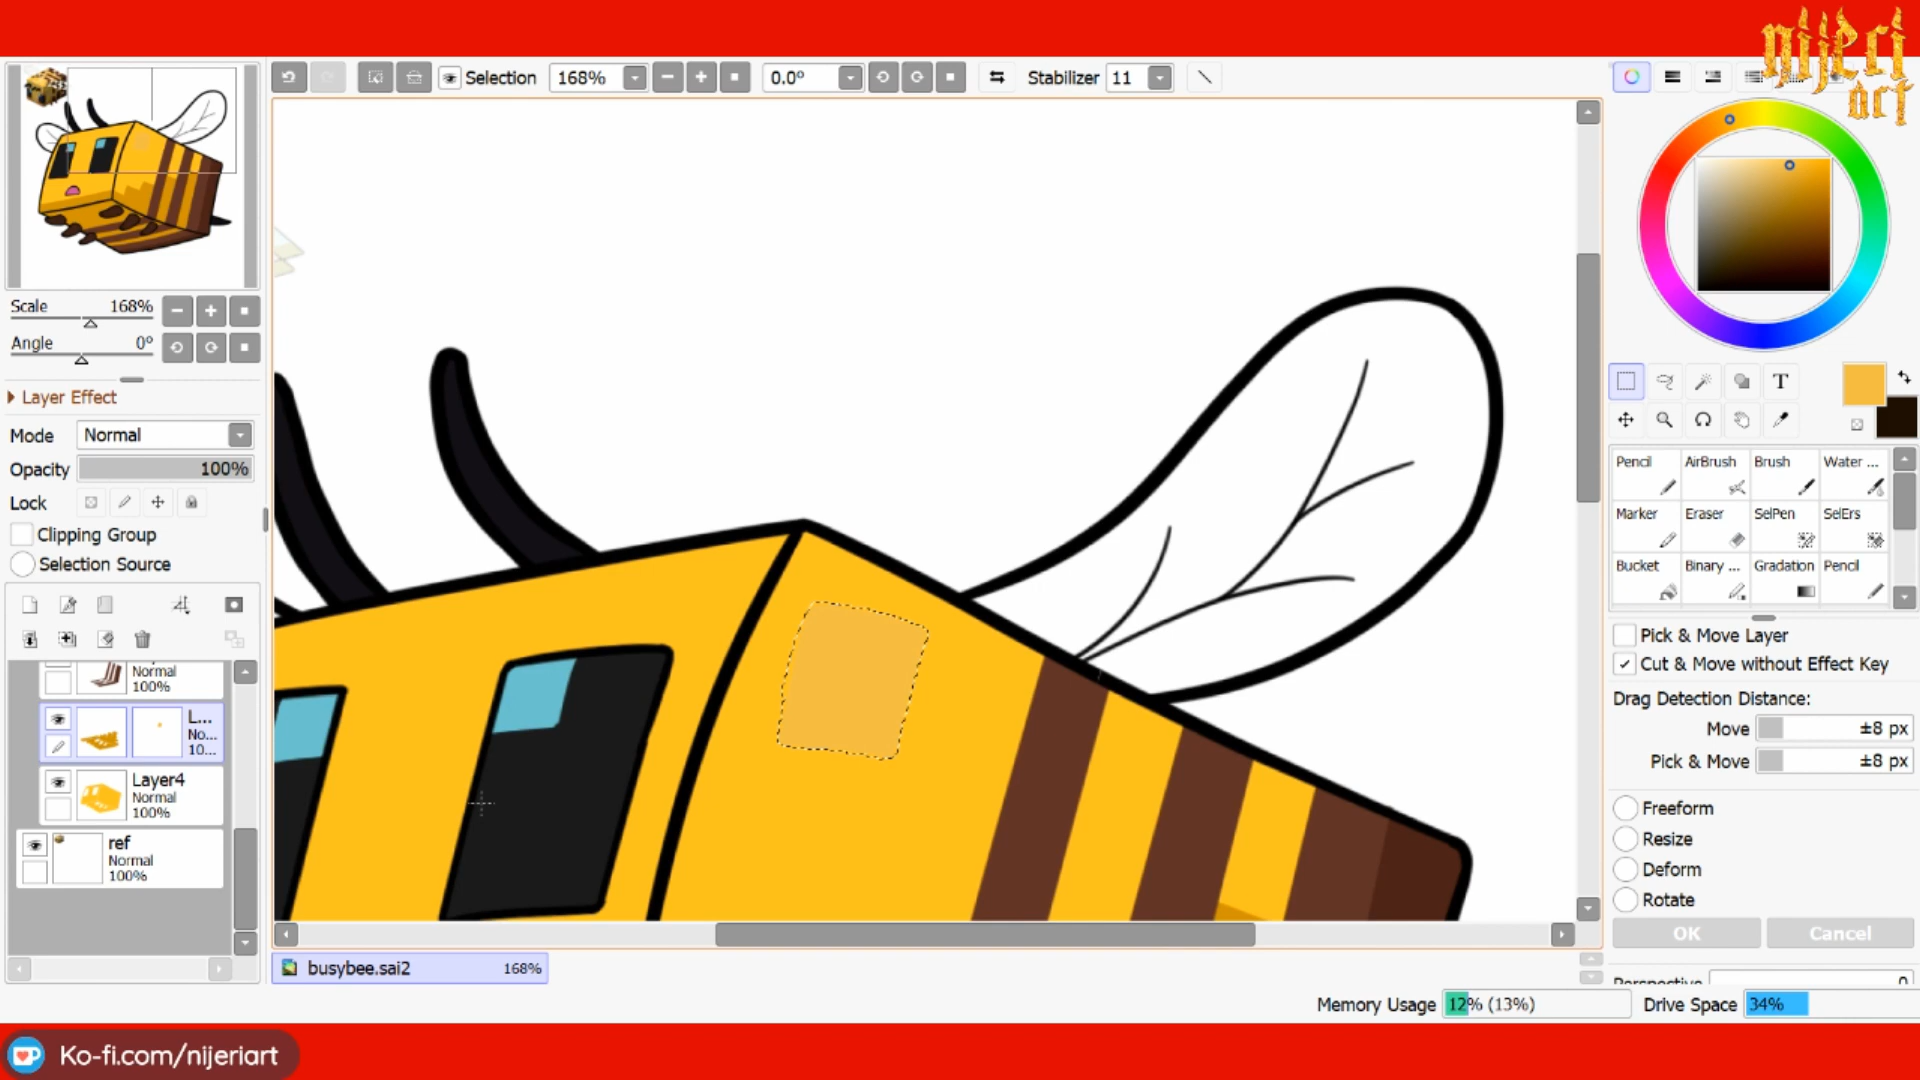 nijeri
art
Selection 168% 0.0° Stabilizer 11
Scale 168%
Angle 0°
Layer Effect
Mode Normal
Opacity 100%
Lock
Clipping Group
Selection Source
Normal
100%
L...
No...
10...
Layer4
Normal
100%
ref
Normal
100%
T
Pencil AirBrush Brush Water ...
Marker Eraser SelPen SelErs
Bucket Binary ... Gradation Pencil
Pick & Move Layer
Cut & Move without Effect Key
Drag Detection Distance:
Move ±8 px
Pick & Move ±8 px
Freeform
Resize
Deform
Rotate
OK Cancel
Perspective 0
busybee.sai2 168%
Memory Usage 12% (13%) Drive Space 34%
Ko-fi.com/nijeriart